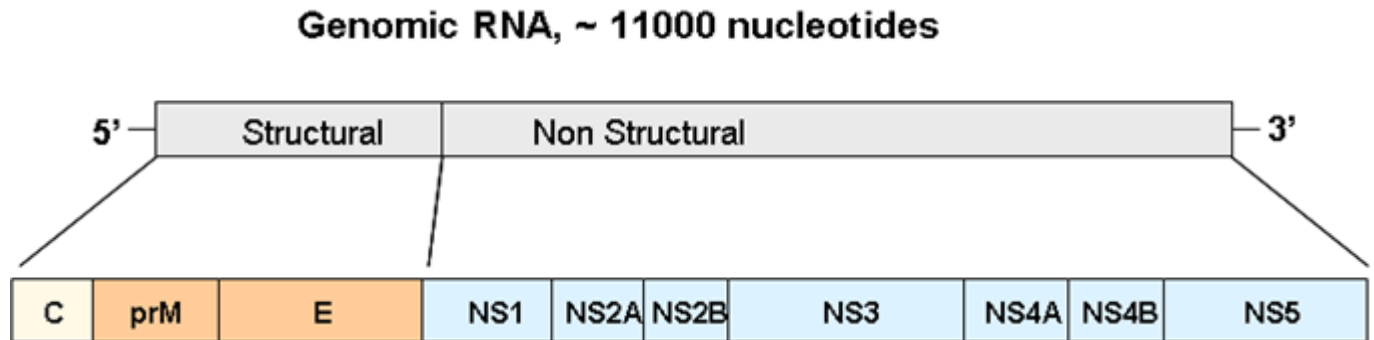 Genomic RNA, ~ 11000 nucleotides
5’ Structural Non Structural 3’
C prM E NS1 NS2A NS2B NS3 NS4A NS4B NS5